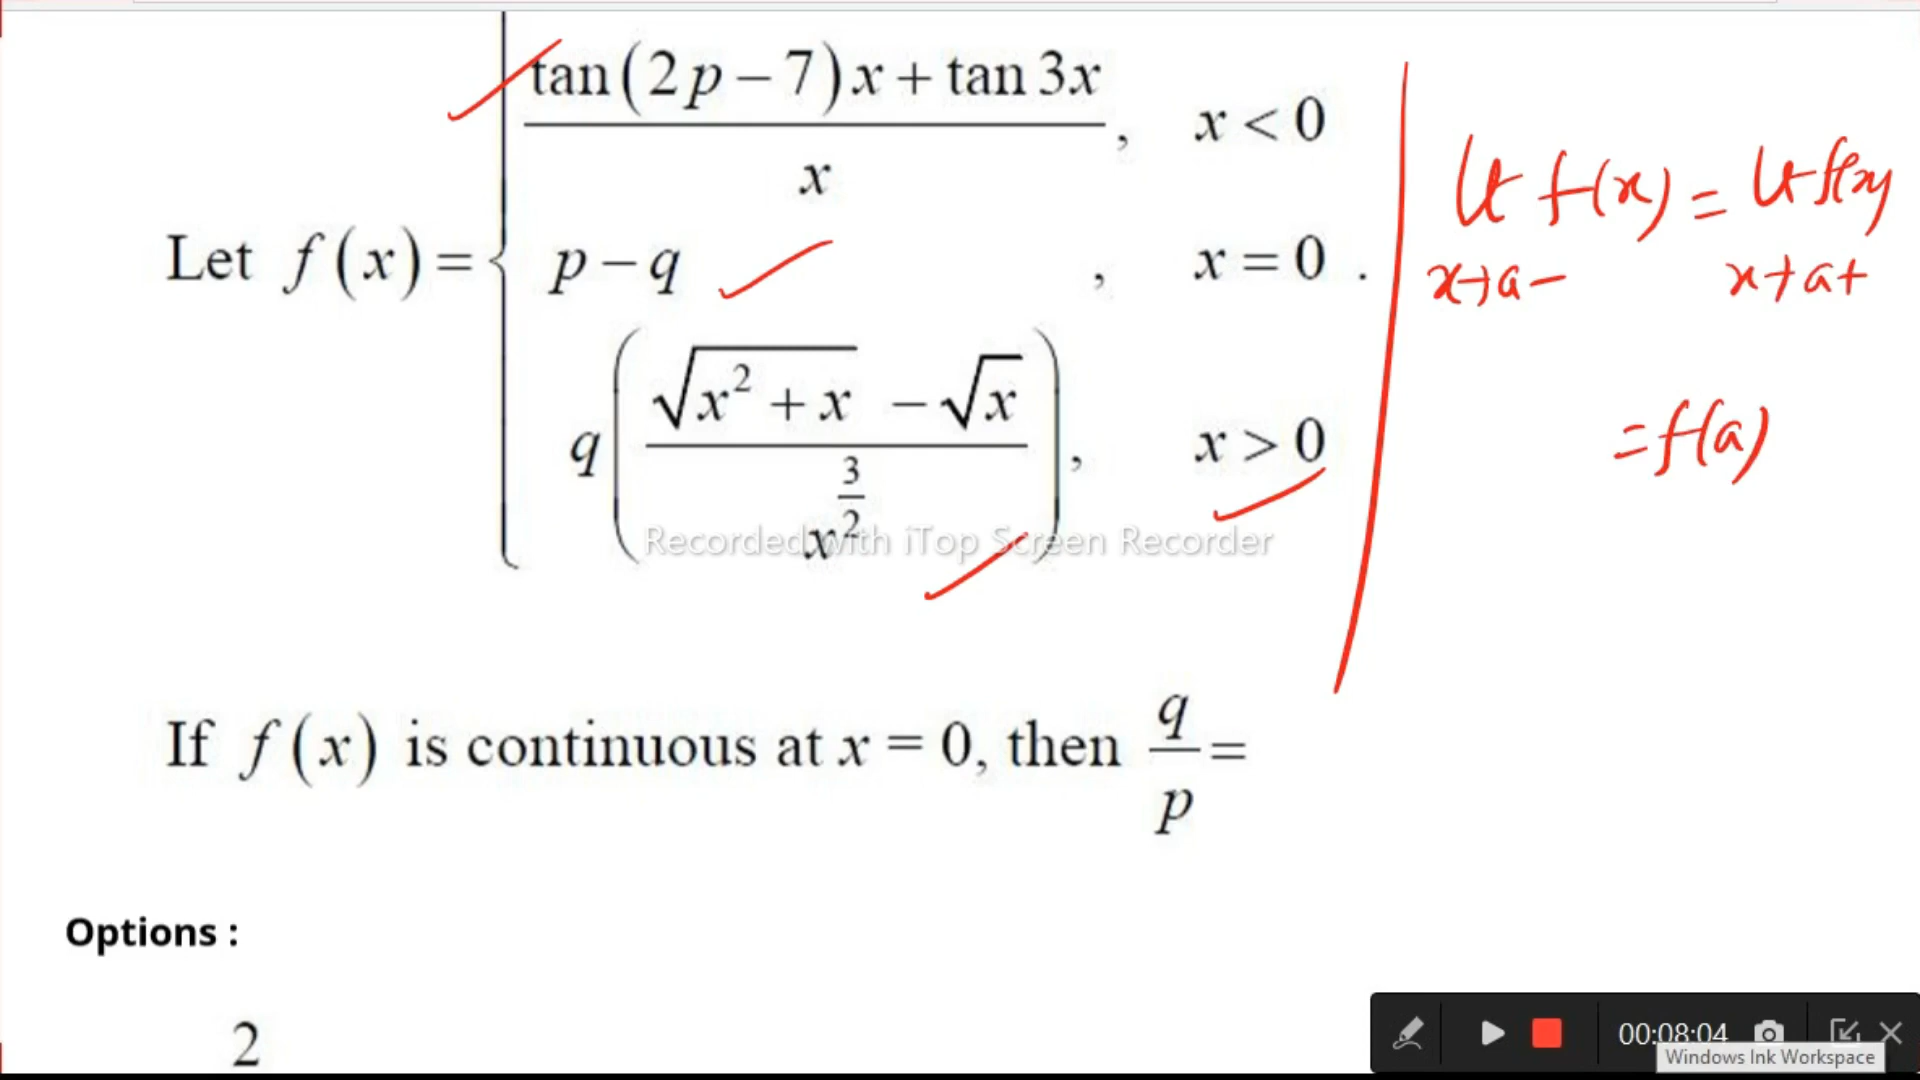 tan(2p − 7)x + tan 3x
x
, x < 0
Let f(x) =
p − q , x = 0 .
q ( √x² + x − √x
x^3/2
) , x > 0
Lt f(x) = Lt f(x)
x→a− x→a+
= f(a)
Recorded with iTop Screen Recorder
If f(x) is continuous at x = 0, then q/p =
Options :
2
00:08:04
Windows Ink Workspace